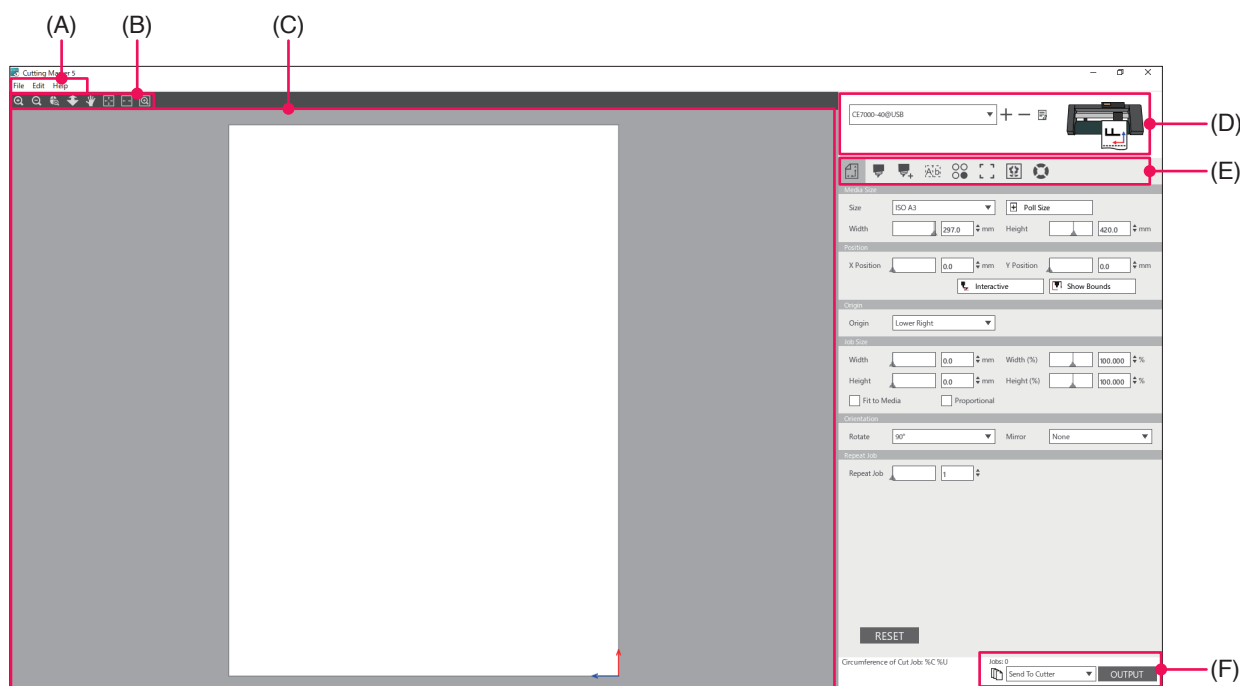 (A) (B) (C)
Cutting Master 5
File Edit Help
CE7000-40@USB
(D)
(E)
Media Size
Size ISO A3 Poll Size
Width 297.0 mm Height 420.0 mm
Position
X Position 0.0 mm Y Position 0.0 mm
Interactive Show Bounds
Origin
Origin Lower Right
Job Size
Width 0.0 mm Width (%) 100.000 %
Height 0.0 mm Height (%) 100.000 %
Fit to Media Proportional
Orientation
Rotate 90° Mirror None
Repeat Job
Repeat Job 1
RESET
Circumference of Cut Job: %C %U
Jobs: 0
Send To Cutter OUTPUT
(F)